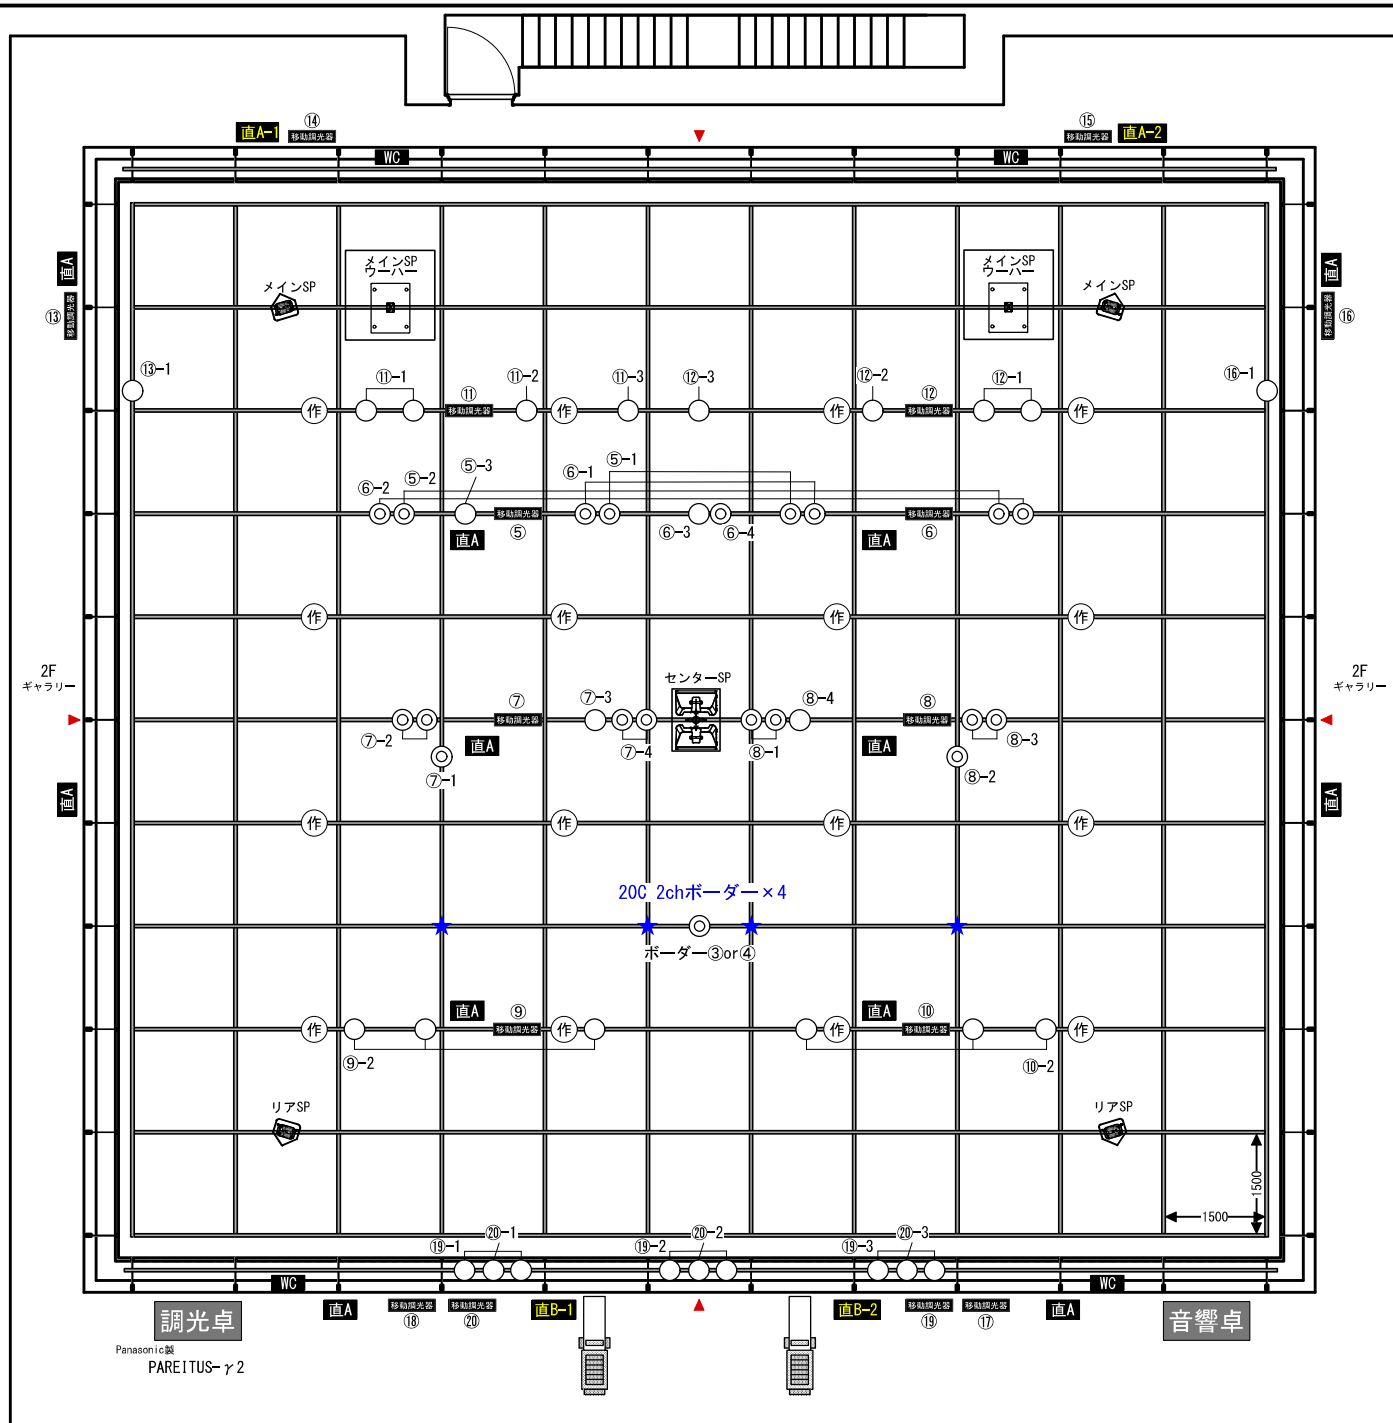 ⑭
⑮
直A-1
移動調光器
移動調光器
直A-2
WC
WC
直A
メインSP
ウーハー
メインSP
ウーハー
直A
メインSP
メインSP
⑬
移動調光器
移動調光器
⑯
⑬-1
⑪-1
⑪
⑪-2
⑪-3
⑫-3
⑫-2
⑫
⑫-1
⑯-1
作
移動調光器
作
作
移動調光器
作
⑥-2
⑤-2
⑤-3
⑥-1
⑤-1
移動調光器
移動調光器
直A
⑤
⑥-3
⑥-4
直A
⑥
作
作
作
作
2F
ギャラリー
2F
ギャラリー
センターSP
⑦
⑦-3
⑧-4
⑧
移動調光器
移動調光器
⑦-2
直A
⑦-4
⑧-1
直A
⑧-3
⑦-1
⑧-2
直A
直A
作
作
作
作
20C 2chボーダー×4
ボーダー③or④
直A
⑨
直A
⑩
作
移動調光器
作
作
移動調光器
作
⑨-2
⑩-2
リアSP
リアSP
1500
1500
⑲-1
⑳-1
⑲-2
⑳-2
⑲-3
⑳-3
WC
WC
調光卓
直A
移動調光器
移動調光器
直B-1
直B-2
移動調光器
移動調光器
直A
音響卓
⑱
⑳
⑲
⑰
Panasonic製
PAREITUS-γ2